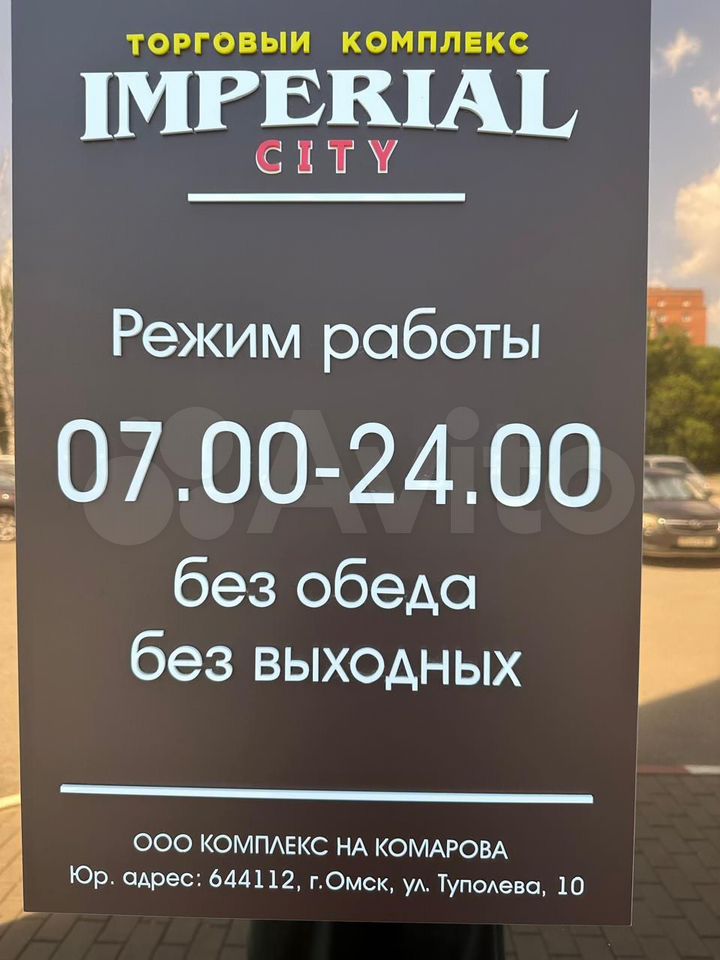 ТОРГОВЫЙ КОМПЛЕКС
IMPERIAL
CITY
Режим работы
07.00-24.00
без обеда
без выходных
ООО КОМПЛЕКС НА КОМАРОВА
Юр. адрес: 644112, г.Омск, ул. Туполева, 10
Avito